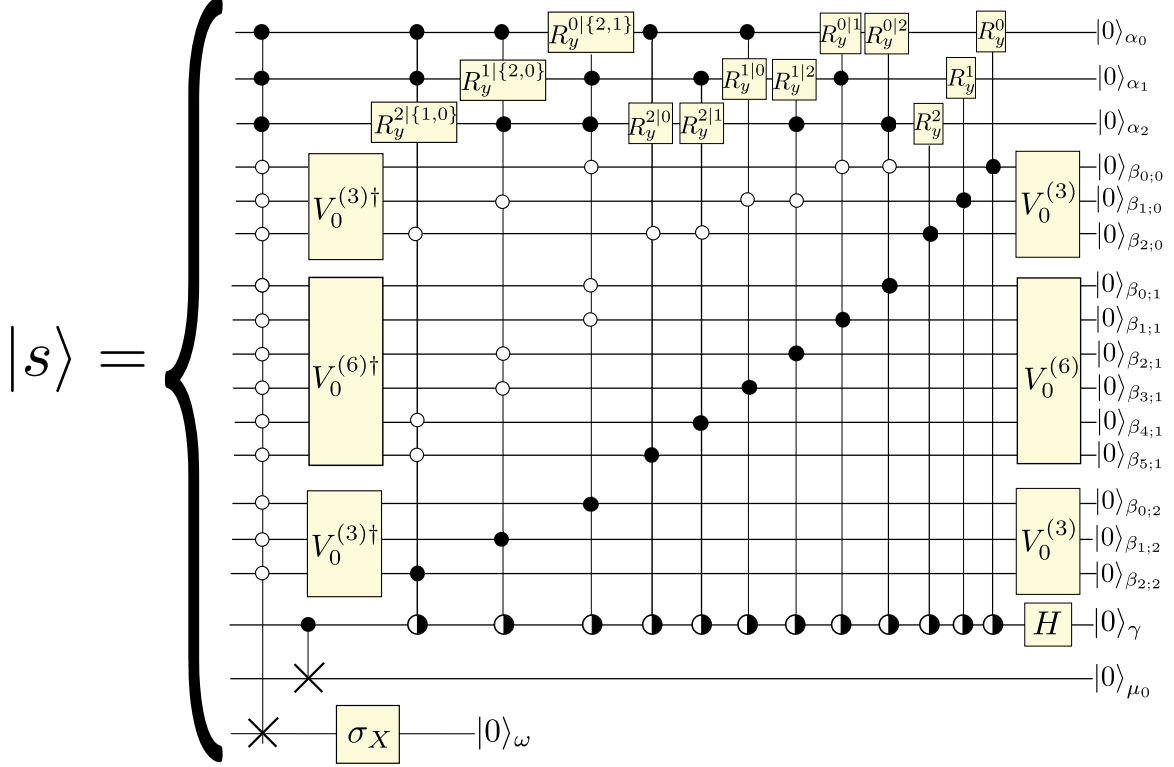 R_y^{0|{2,1}} R_y^{0|1} R_y^{0|2} R_y^0 |0⟩_{α_0}
R_y^{1|{2,0}} R_y^{1|0} R_y^{1|2} R_y^1 |0⟩_{α_1}
R_y^{2|{1,0}} R_y^{2|0} R_y^{2|1} R_y^2 |0⟩_{α_2}
|0⟩_{β_{0;0}}
V_0^{(3)†} V_0^{(3)} |0⟩_{β_{1;0}}
|0⟩_{β_{2;0}}
|0⟩_{β_{0;1}}
|0⟩_{β_{1;1}}
|s⟩ = V_0^{(6)†} V_0^{(6)} |0⟩_{β_{2;1}}
|0⟩_{β_{3;1}}
|0⟩_{β_{4;1}}
|0⟩_{β_{5;1}}
|0⟩_{β_{0;2}}
V_0^{(3)†} V_0^{(3)} |0⟩_{β_{1;2}}
|0⟩_{β_{2;2}}
H |0⟩_γ
|0⟩_{μ_0}
σ_X |0⟩_ω